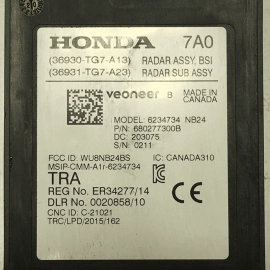 HONDA 7A0
(36930-TG7-A13) RADAR ASSY, BSI
(36931-TG7-A23) RADAR SUB ASSY
veoneer B MADE IN CANADA
MODEL: 6234734 NB24
P/N: 680277300B
DC: 203075
S/N: 0211
FCC ID: WU8NB24BS IC: CANADA310
MSIP-CMM-A1r-6234734
TRA
REG No. ER34277/14
DLR No. 0020858/10
CNC ID: C-21021
TRC/LPD/2015/162